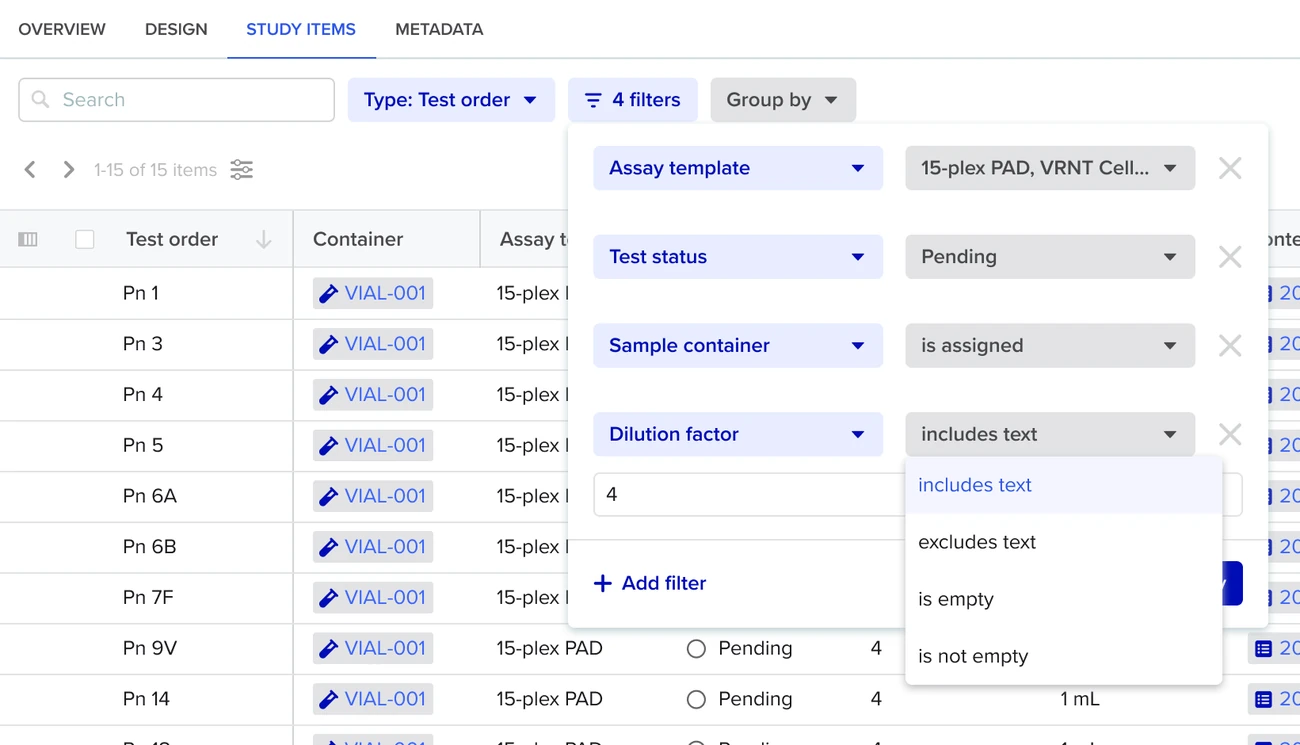 OVERVIEW DESIGN STUDY ITEMS METADATA
Search Type: Test order 4 filters Group by
1-15 of 15 items
Assay template 15-plex PAD, VRNT Cell...
Test order Container Assay t
Test status Pending
Pn 1 VIAL-001 15-plex
Pn 3 VIAL-001 15-plex
Sample container is assigned
Pn 4 VIAL-001 15-plex
Pn 5 VIAL-001 15-plex
Dilution factor includes text
4
includes text
excludes text
is empty
is not empty
Pn 6A VIAL-001 15-plex
Pn 6B VIAL-001 15-plex
Add filter
Pn 7F VIAL-001 15-plex
Pn 9V VIAL-001 15-plex PAD Pending 4 20
Pn 14 VIAL-001 15-plex PAD Pending 4 1 mL 20